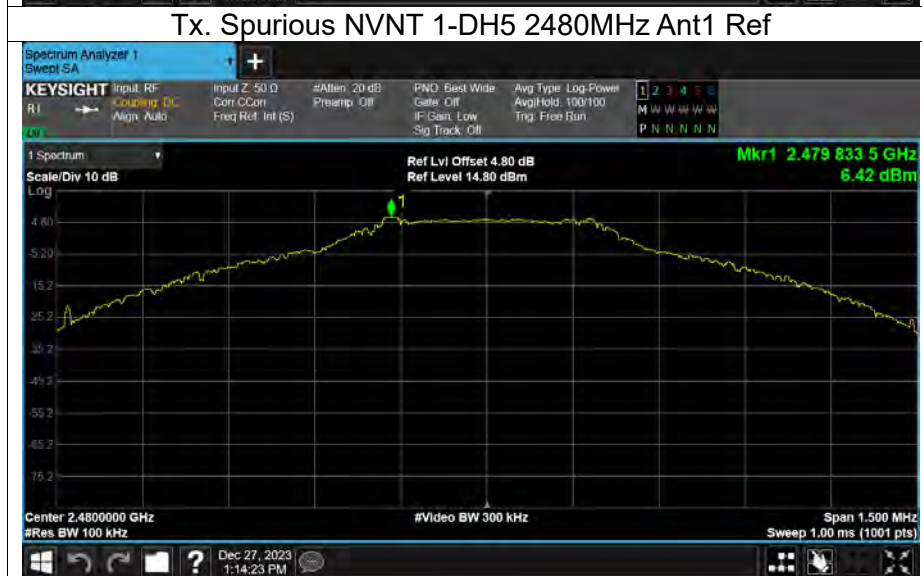 Tx. Spurious NVNT 1-DH5 2480MHz Ant1 Ref
Spectrum Analyzer 1
Swept SA
+
KEYSIGHT
RI
Input: RF
Coupling: DC
Align: Auto
Input Z: 50 Ω
Corr CCorr
Freq Ref: Int (S)
#Atten: 20 dB
Preamp: Off
PNO: Best Wide
Gate: Off
IF Gain: Low
Sig Track: Off
Avg Type: Log-Power
Avg|Hold: 100/100
Trig: Free Run
1 2 3 4 5 6
M W W W W W
P N N N N N
1 Spectrum
Scale/Div 10 dB
Log
Ref Lvl Offset 4.80 dB
Ref Level 14.80 dBm
Mkr1 2.479 833 5 GHz
6.42 dBm
1
4.80
-5.20
-15.2
-25.2
-35.2
-45.2
-55.2
-65.2
-75.2
Center 2.4800000 GHz
#Res BW 100 kHz
#Video BW 300 kHz
Span 1.500 MHz
Sweep 1.00 ms (1001 pts)
?
Dec 27, 2023
1:14:23 PM